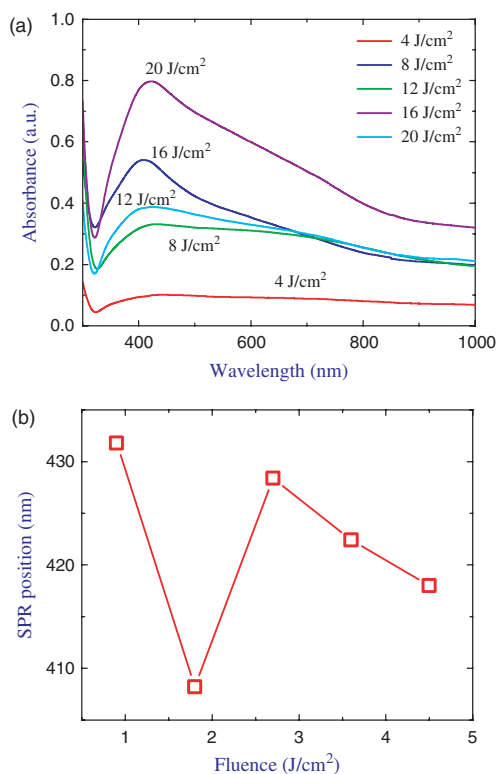 (a)
1.0
0.8
0.6
0.4
0.2
0.0
Absorbance (a.u.)
4 J/cm²
8 J/cm²
12 J/cm²
16 J/cm²
20 J/cm²
20 J/cm²
16 J/cm²
12 J/cm²
8 J/cm²
4 J/cm²
400 600 800 1000
Wavelength (nm)
(b)
430
420
410
SPR position (nm)
1 2 3 4 5
Fluence (J/cm²)